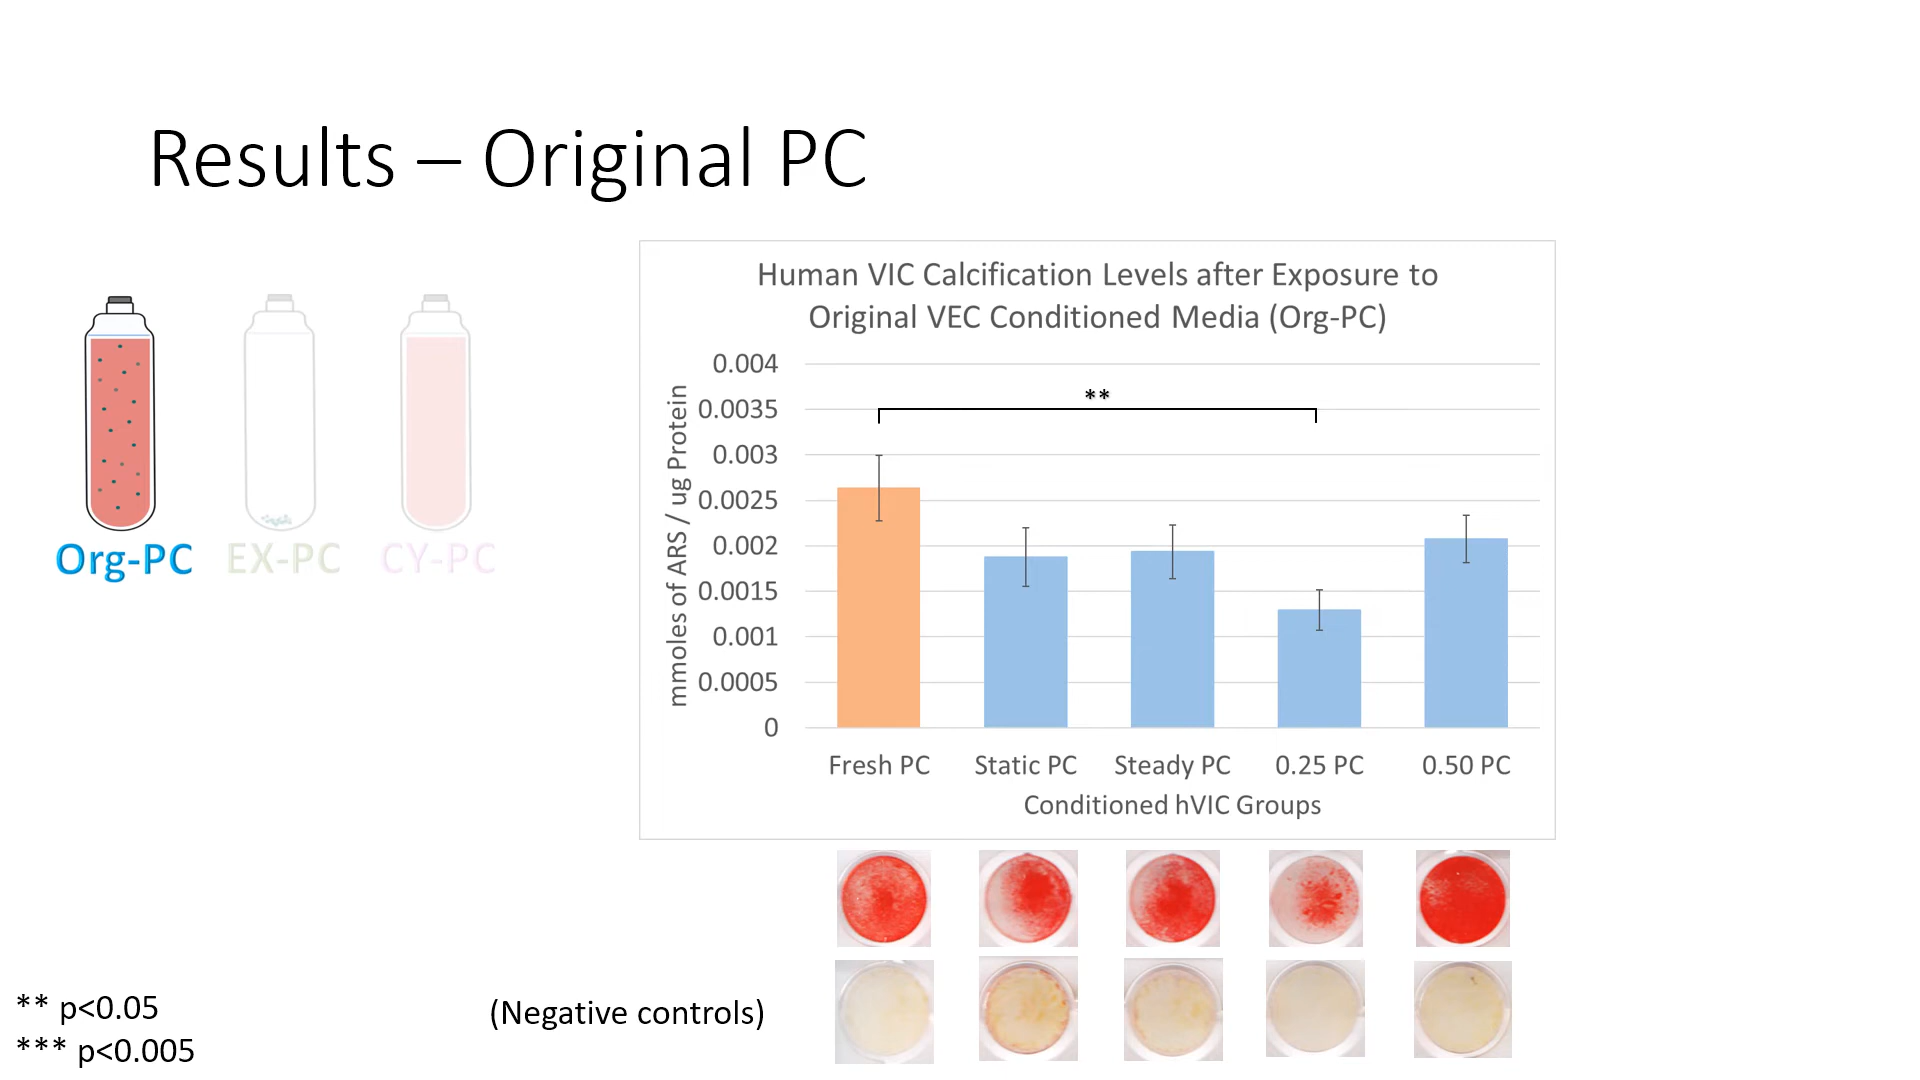 Results – Original PC
Org-PC
EX-PC
CY-PC
Human VIC Calcification Levels after Exposure to
Original VEC Conditioned Media (Org-PC)
mmoles of ARS / ug Protein
0.004
0.0035
0.003
0.0025
0.002
0.0015
0.001
0.0005
0
**
Fresh PC
Static PC
Steady PC
0.25 PC
0.50 PC
Conditioned hVIC Groups
(Negative controls)
** p<0.05
*** p<0.005